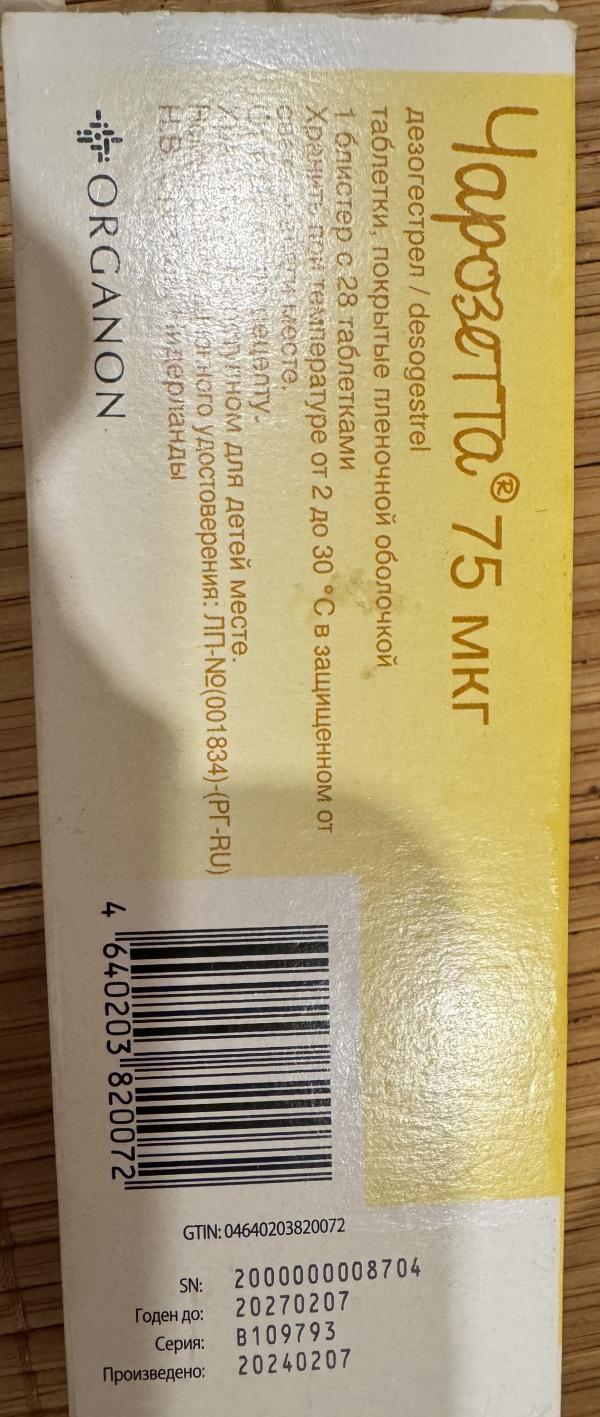 Чарозетта® 75 мкг
дезогестрел / desogestrel
таблетки, покрытые пленочной оболочкой
1 блистер с 28 таблетками
Хранить при температуре от 2 до 30 °C в защищенном от
месте.
рецепту.
для детей месте.
удостоверения: ЛП-№(001834)-(РГ-RU)
Н.В. Нидерланды
ORGANON
4 640203 820072
GTIN: 04640203820072
SN: 2000000008704
Годен до: 20270207
Серия: B109793
Произведено: 20240207